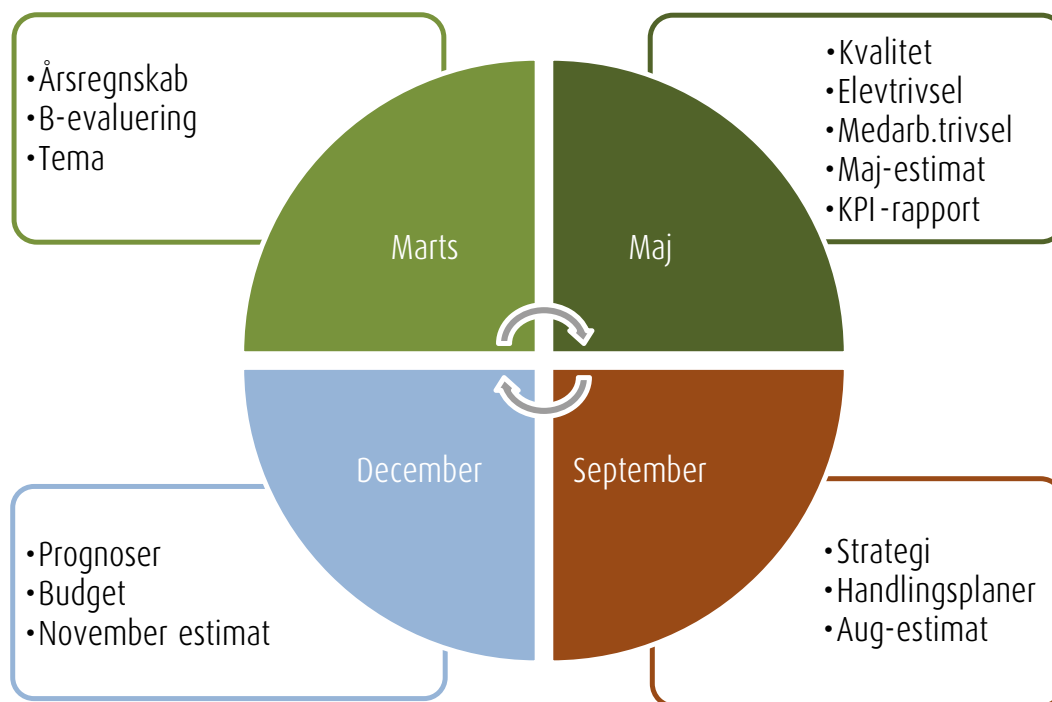 •Årsregnskab
•B-evaluering
•Tema
•Kvalitet
•Elevtrivsel
•Medarb.trivsel
•Maj-estimat
•KPI-rapport
Marts
Maj
December
September
•Prognoser
•Budget
•November estimat
•Strategi
•Handlingsplaner
•Aug-estimat